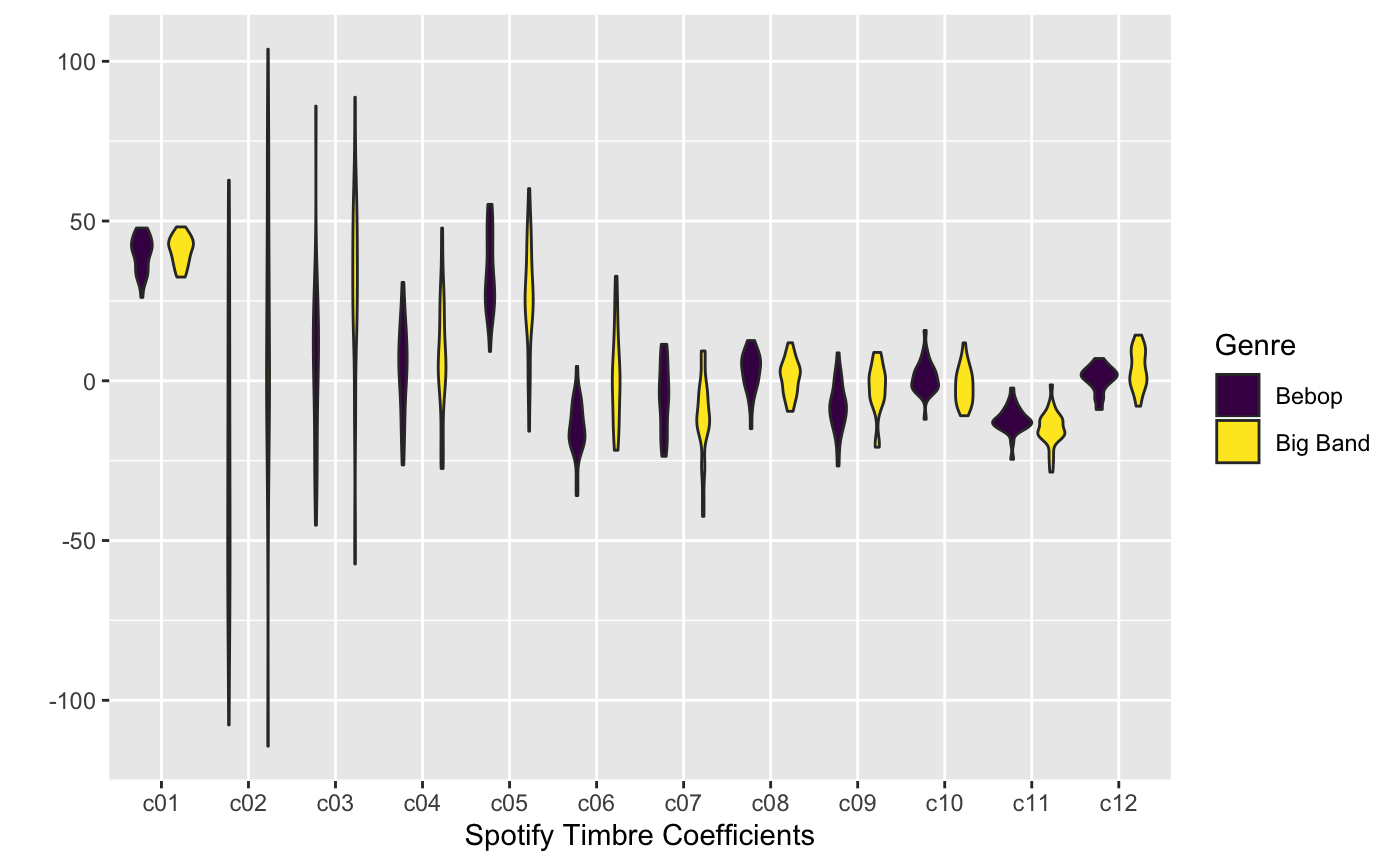 100
50
0
-50
-100
c01 c02 c03 c04 c05 c06 c07 c08 c09 c10 c11 c12
Spotify Timbre Coefficients
Genre
Bebop
Big Band